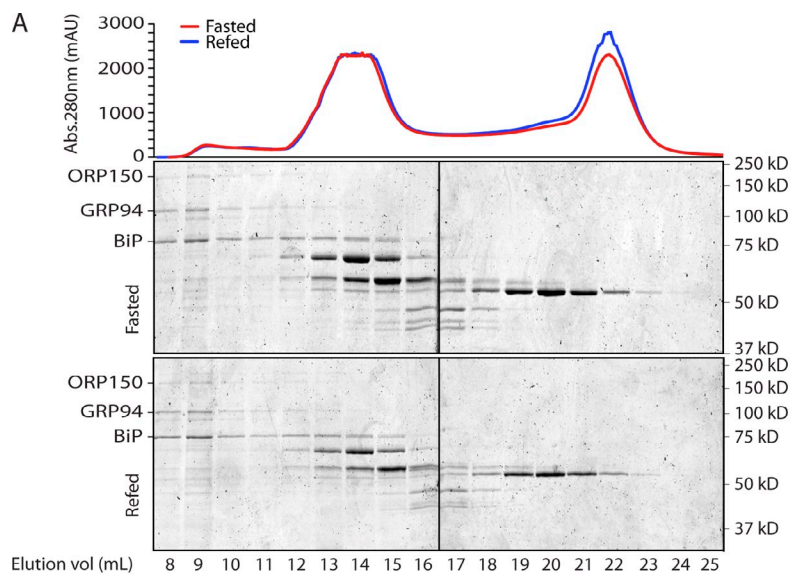 A
Abs.280nm (mAU)
3000
2000
1000
0
Fasted
Refed
ORP150
GRP94
BiP
Fasted
250 kD
150 kD
100 kD
75 kD
50 kD
37 kD
ORP150
GRP94
BiP
Refed
250 kD
150 kD
100 kD
75 kD
50 kD
37 kD
Elution vol (mL) 8 9 10 11 12 13 14 15 16 17 18 19 20 21 22 23 24 25